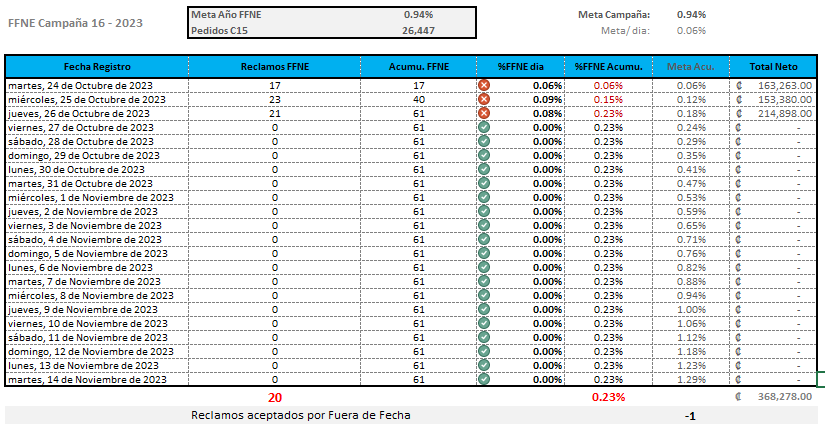 FFNE Campaña 16 - 2023
Meta Año FFNE 0.94% Meta Campaña: 0.94%
Pedidos C15 26,447 Meta/ dia: 0.06%
Fecha Registro Reclamos FFNE Acumu. FFNE %FFNE dia %FFNE Acumu. Meta Acu. Total Neto
martes, 24 de Octubre de 2023 17 17 0.06% 0.06% 0.06% ₡ 163,263.00
miércoles, 25 de Octubre de 2023 23 40 0.09% 0.15% 0.12% ₡ 153,380.00
jueves, 26 de Octubre de 2023 21 61 0.08% 0.23% 0.18% ₡ 214,898.00
viernes, 27 de Octubre de 2023 0 61 0.00% 0.23% 0.24% ₡ -
sábado, 28 de Octubre de 2023 0 61 0.00% 0.23% 0.29% ₡ -
domingo, 29 de Octubre de 2023 0 61 0.00% 0.23% 0.35% ₡ -
lunes, 30 de Octubre de 2023 0 61 0.00% 0.23% 0.41% ₡ -
martes, 31 de Octubre de 2023 0 61 0.00% 0.23% 0.47% ₡ -
miércoles, 1 de Noviembre de 2023 0 61 0.00% 0.23% 0.53% ₡ -
jueves, 2 de Noviembre de 2023 0 61 0.00% 0.23% 0.59% ₡ -
viernes, 3 de Noviembre de 2023 0 61 0.00% 0.23% 0.65% ₡ -
sábado, 4 de Noviembre de 2023 0 61 0.00% 0.23% 0.71% ₡ -
domingo, 5 de Noviembre de 2023 0 61 0.00% 0.23% 0.76% ₡ -
lunes, 6 de Noviembre de 2023 0 61 0.00% 0.23% 0.82% ₡ -
martes, 7 de Noviembre de 2023 0 61 0.00% 0.23% 0.88% ₡ -
miércoles, 8 de Noviembre de 2023 0 61 0.00% 0.23% 0.94% ₡ -
jueves, 9 de Noviembre de 2023 0 61 0.00% 0.23% 1.00% ₡ -
viernes, 10 de Noviembre de 2023 0 61 0.00% 0.23% 1.06% ₡ -
sábado, 11 de Noviembre de 2023 0 61 0.00% 0.23% 1.12% ₡ -
domingo, 12 de Noviembre de 2023 0 61 0.00% 0.23% 1.18% ₡ -
lunes, 13 de Noviembre de 2023 0 61 0.00% 0.23% 1.23% ₡ -
martes, 14 de Noviembre de 2023 0 61 0.00% 0.23% 1.29% ₡ -
20 0.23% ₡ 368,278.00
Reclamos aceptados por Fuera de Fecha -1